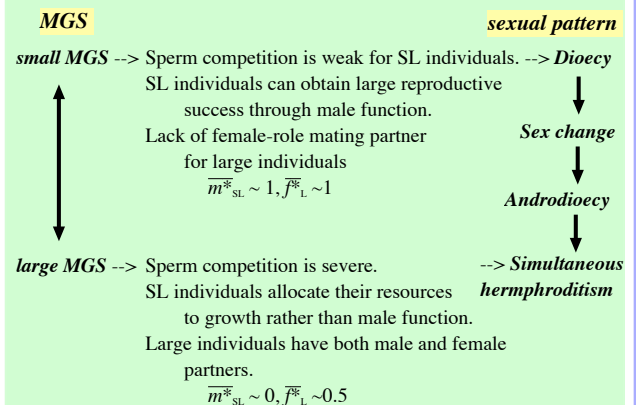 MGS sexual pattern
small MGS --> Sperm competition is weak for SL individuals. --> Dioecy
SL individuals can obtain large reproductive
success through male function.
Lack of female-role mating partner Sex change
for large individuals
m*SL ~ 1, f*L ~1
Androdioecy
large MGS --> Sperm competition is severe. --> Simultaneous
SL individuals allocate their resources hermphroditism
to growth rather than male function.
Large individuals have both male and female
partners.
m*SL ~ 0, f*L ~0.5